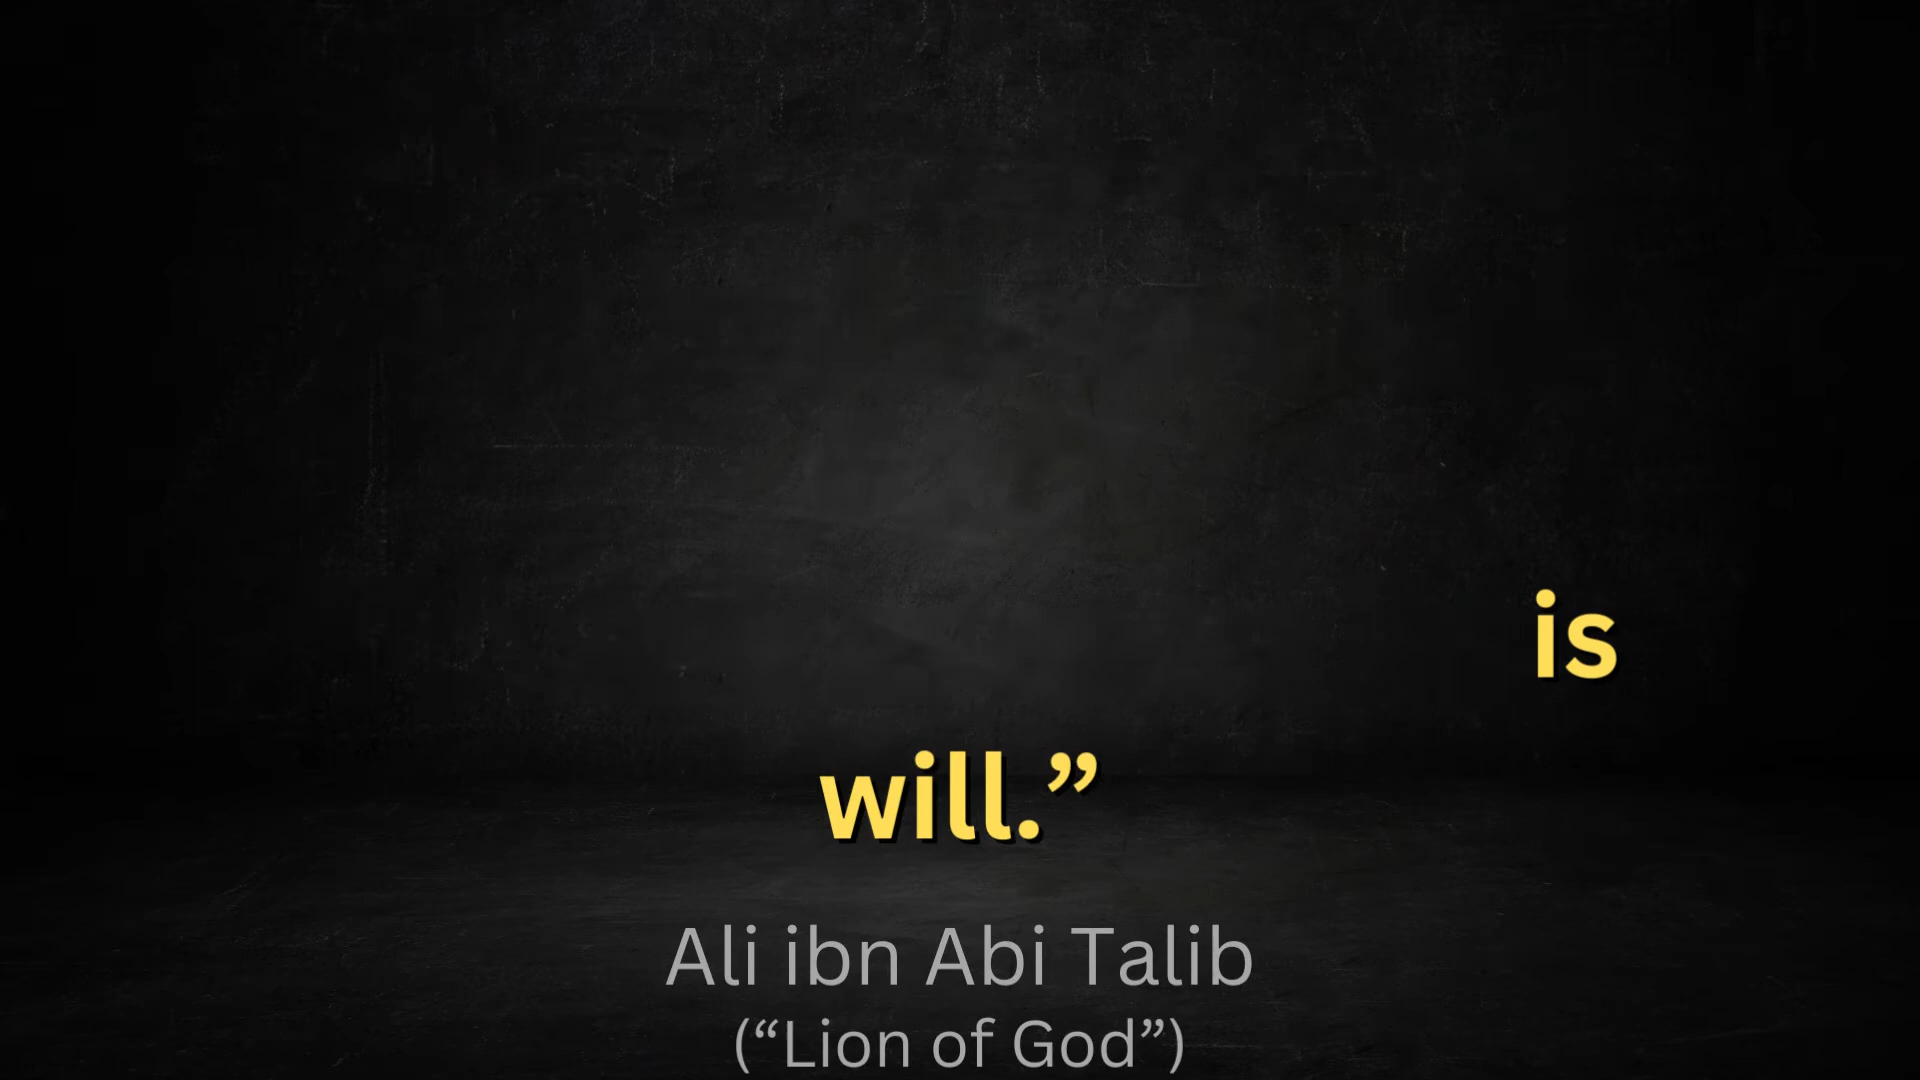 is
will.”
Ali ibn Abi Talib
(“Lion of God”)